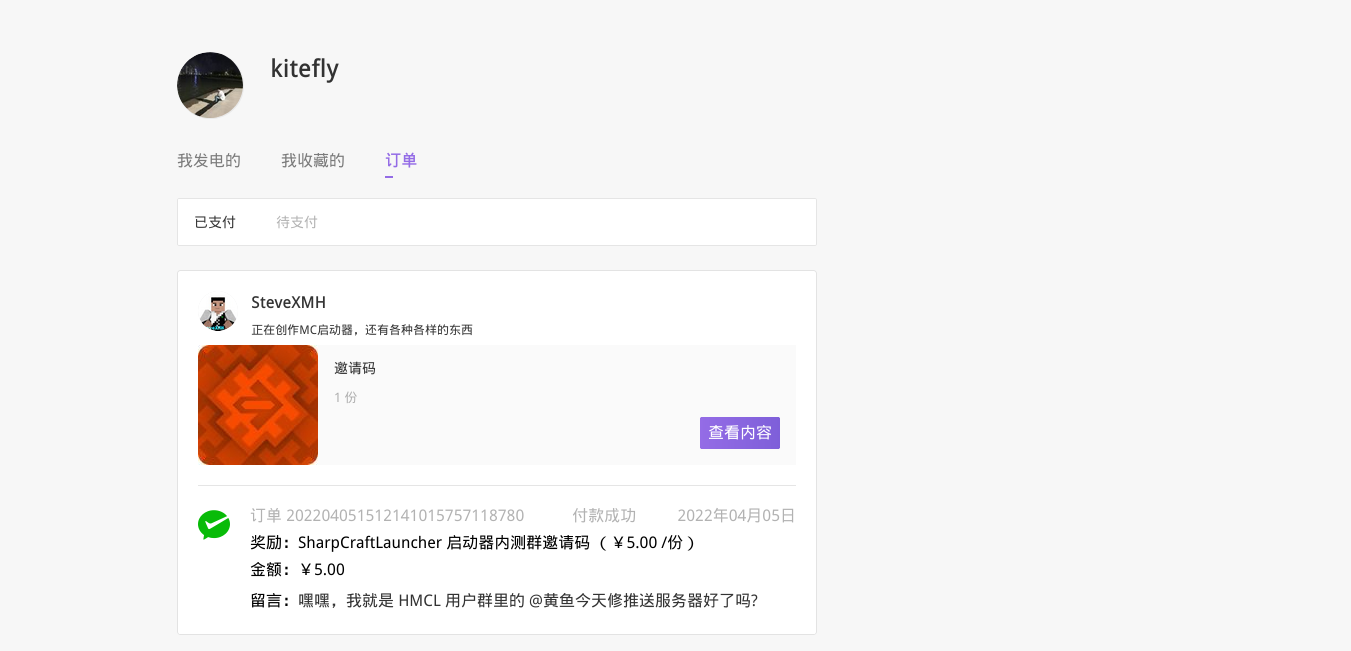 kitefly
我发电的 我收藏的 订单
已支付 待支付
SteveXMH
正在创作MC启动器，还有各种各样的东西
邀请码
1 份
查看内容
订单 202204051512141015757118780 付款成功 2022年04月05日
奖励：SharpCraftLauncher 启动器内测群邀请码 （￥5.00 /份）
金额：￥5.00
留言：嘿嘿，我就是 HMCL 用户群里的 @黄鱼今天修推送服务器好了吗?